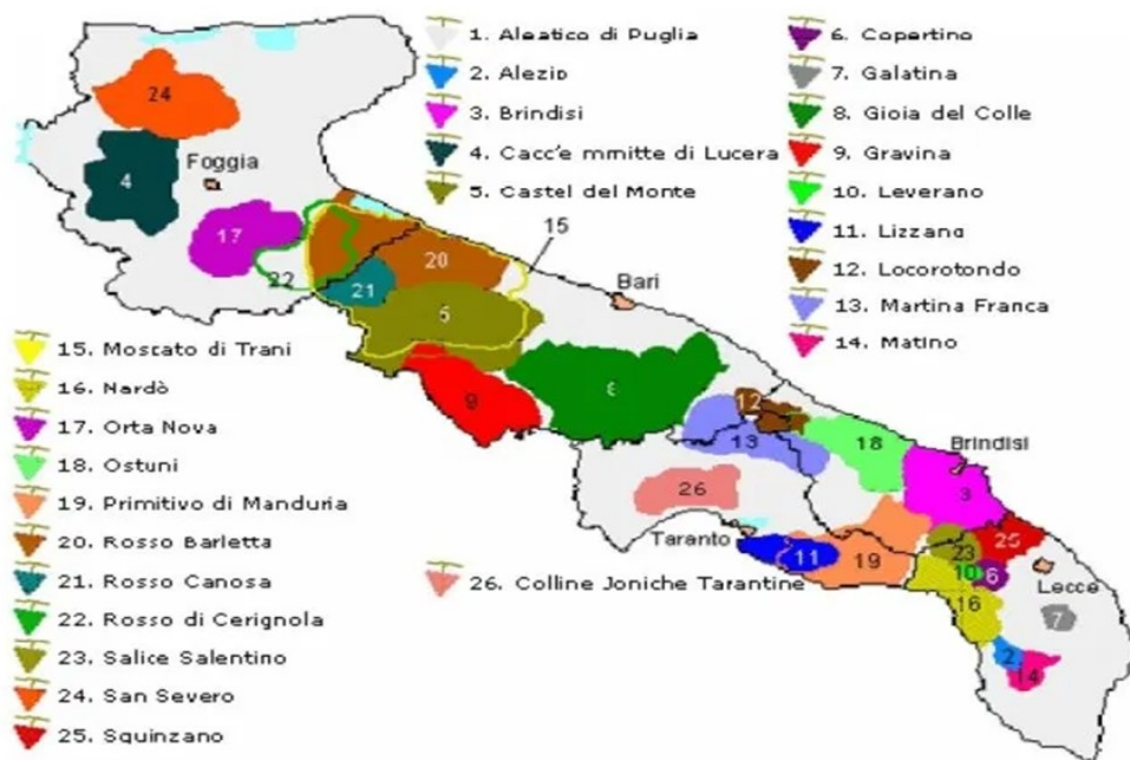 1. Aleatico di Puglia
2. Alezio
3. Brindisi
4. Cacc'e mmitte di Lucera
5. Castel del Monte
6. Copertino
7. Galatina
8. Gioia del Colle
9. Gravina
10. Leverano
11. Lizzano
12. Locorotondo
13. Martina Franca
14. Matino
15. Moscato di Trani
16. Nardò
17. Orta Nova
18. Ostuni
19. Primitivo di Manduria
20. Rosso Barletta
21. Rosso Canosa
22. Rosso di Cerignola
23. Salice Salentino
24. San Severo
25. Squinzano
26. Colline Joniche Tarantine
24
Foggia
4
17
22
15
20
21
5
Bari
9
8
12
13
18
Brindisi
3
26
Taranto
11
19
23
25
10
6
Lecce
16
7
2
14